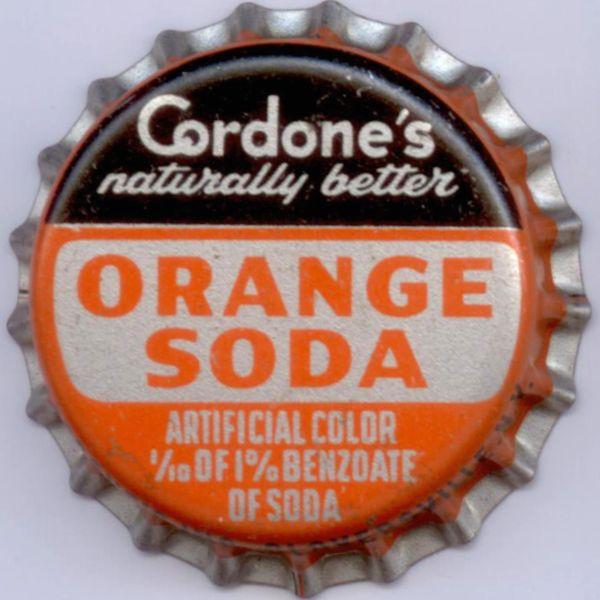 Cordone's
naturally better
ORANGE
SODA
ARTIFICIAL COLOR
1/10 OF 1% BENZOATE
OF SODA